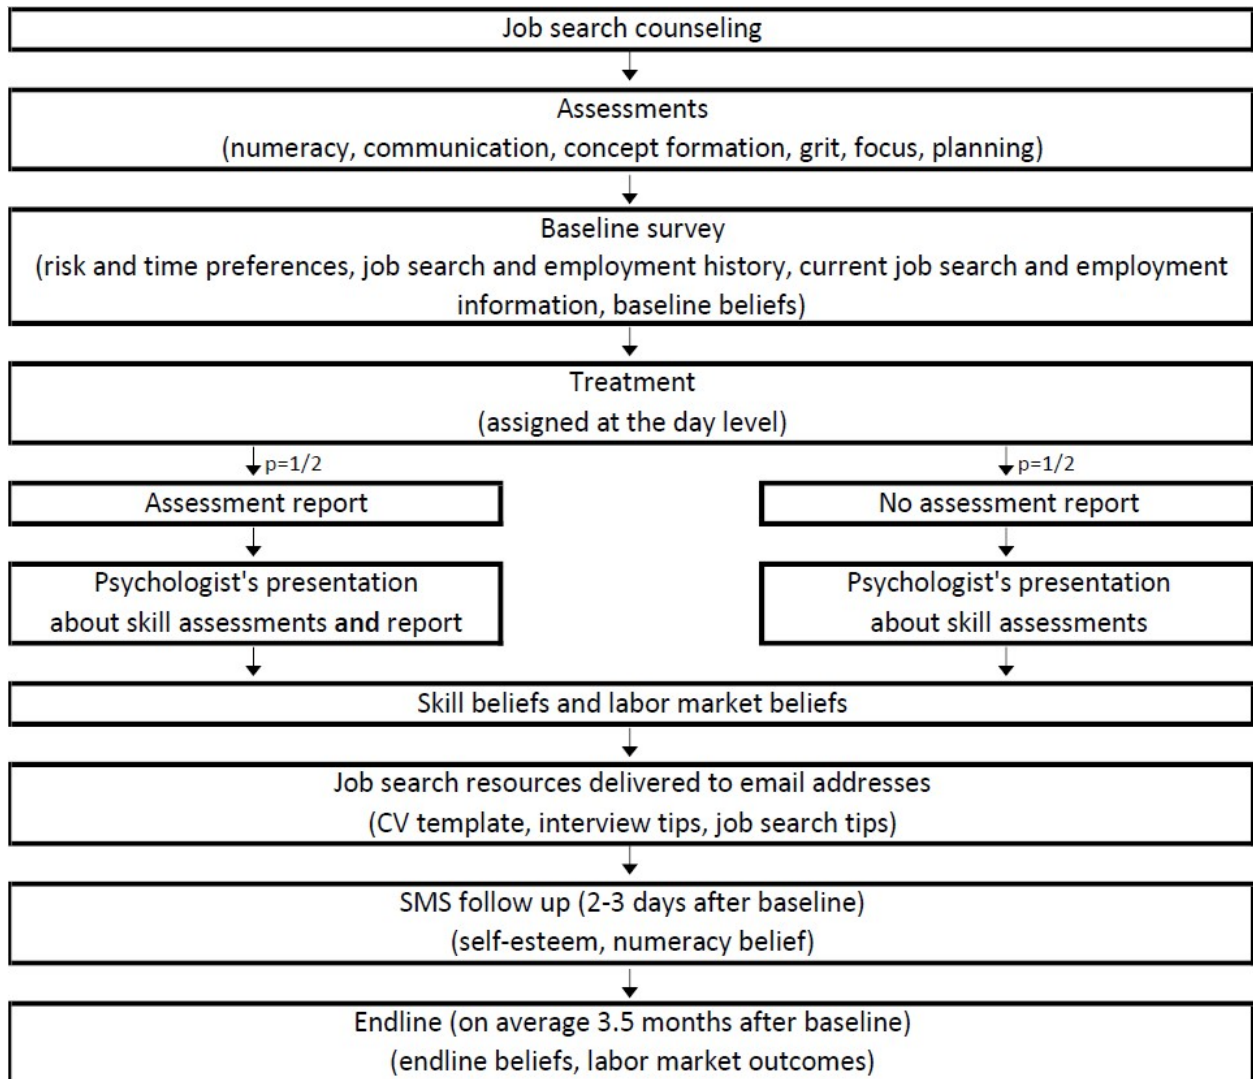 Job search counseling
Assessments
(numeracy, communication, concept formation, grit, focus, planning)
Baseline survey
(risk and time preferences, job search and employment history, current job search and employment
information, baseline beliefs)
Treatment
(assigned at the day level)
p=1/2
p=1/2
Assessment report
No assessment report
Psychologist's presentation
about skill assessments and report
Psychologist's presentation
about skill assessments
Skill beliefs and labor market beliefs
Job search resources delivered to email addresses
(CV template, interview tips, job search tips)
SMS follow up (2-3 days after baseline)
(self-esteem, numeracy belief)
Endline (on average 3.5 months after baseline)
(endline beliefs, labor market outcomes)